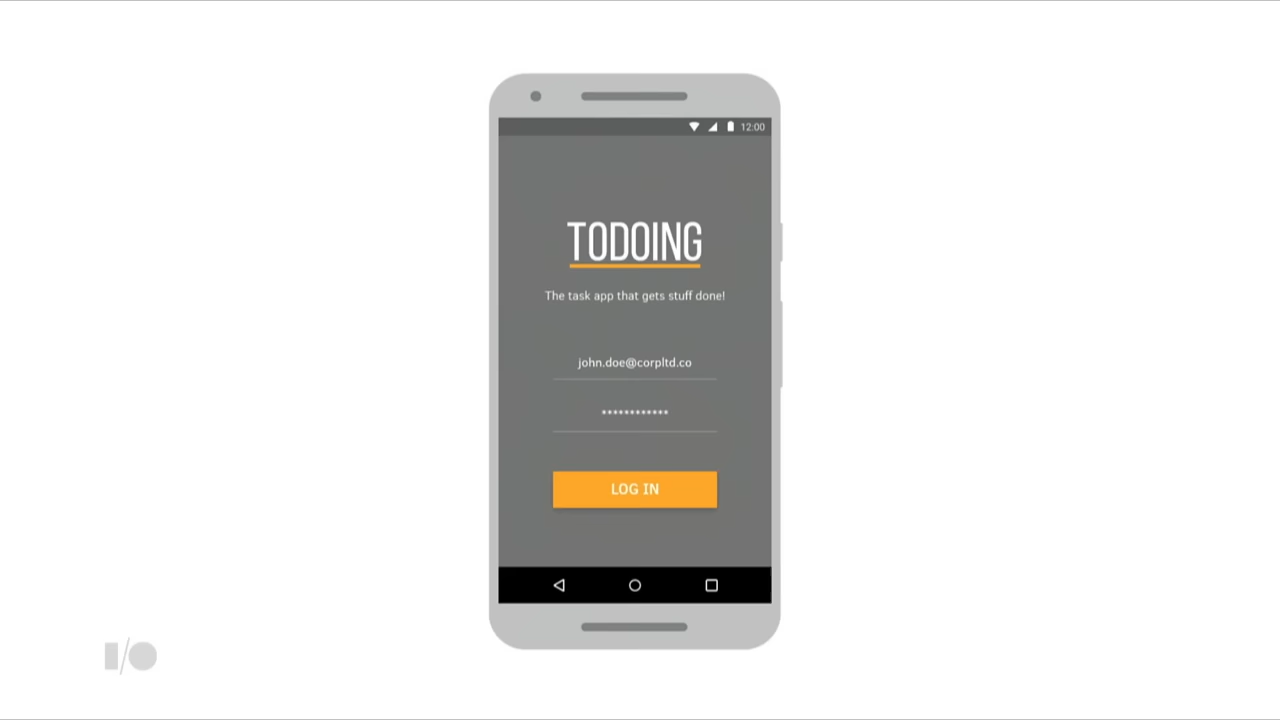 12:00
TODOING
The task app that gets stuff done!
john.doe@corpltd.co
************
LOG IN
I/O